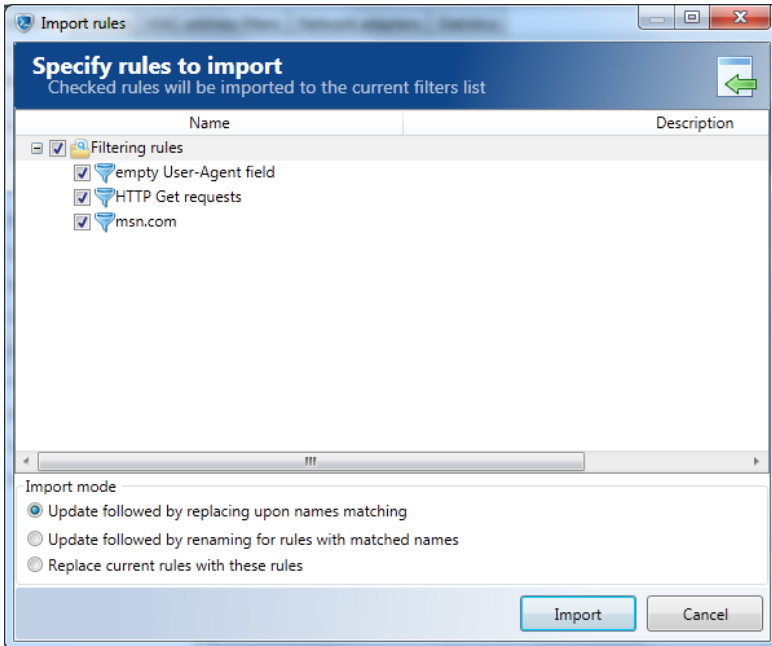 Import rules
Specify rules to import
Checked rules will be imported to the current filters list
Name Description
Filtering rules
empty User-Agent field
HTTP Get requests
msn.com
Import mode
Update followed by replacing upon names matching
Update followed by renaming for rules with matched names
Replace current rules with these rules
Import Cancel